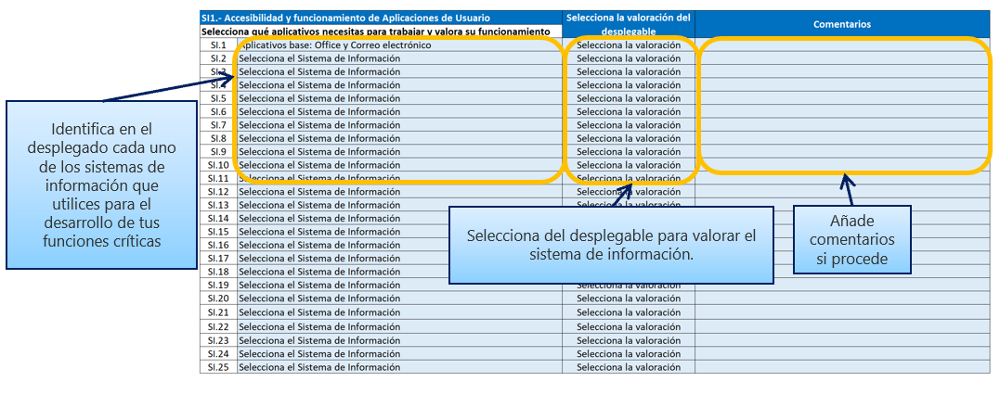 SI1.- Accesibilidad y funcionamiento de Aplicaciones de Usuario
Selecciona la valoración del
desplegable
Comentarios
Selecciona qué aplicativos necesitas para trabajar y valora su funcionamiento
SI.1 Aplicativos base: Office y Correo electrónico Selecciona la valoración
SI.2 Selecciona el Sistema de Información Selecciona la valoración
SI.3 Selecciona el Sistema de Información Selecciona la valoración
SI.4 Selecciona el Sistema de Información Selecciona la valoración
SI.5 Selecciona el Sistema de Información Selecciona la valoración
SI.6 Selecciona el Sistema de Información Selecciona la valoración
SI.7 Selecciona el Sistema de Información Selecciona la valoración
SI.8 Selecciona el Sistema de Información Selecciona la valoración
SI.9 Selecciona el Sistema de Información Selecciona la valoración
SI.10 Selecciona el Sistema de Información Selecciona la valoración
SI.11 Selecciona el Sistema de Información Selecciona la valoración
SI.12 Selecciona el Sistema de Información Selecciona la valoración
SI.13 Selecciona el Sistema de Información Selecciona la valoración
SI.14 Selecciona el Sistema de Información
SI.15 Selecciona el Sistema de Información
SI.16 Selecciona el Sistema de Información
SI.17 Selecciona el Sistema de Información
SI.18 Selecciona el Sistema de Información
SI.19 Selecciona el Sistema de Información Selecciona la valoración
SI.20 Selecciona el Sistema de Información Selecciona la valoración
SI.21 Selecciona el Sistema de Información Selecciona la valoración
SI.22 Selecciona el Sistema de Información Selecciona la valoración
SI.23 Selecciona el Sistema de Información Selecciona la valoración
SI.24 Selecciona el Sistema de Información Selecciona la valoración
SI.25 Selecciona el Sistema de Información Selecciona la valoración
Identifica en el
desplegado cada uno
de los sistemas de
información que
utilices para el
desarrollo de tus
funciones críticas
Selecciona del desplegable para valorar el
sistema de información.
Añade
comentarios
si procede